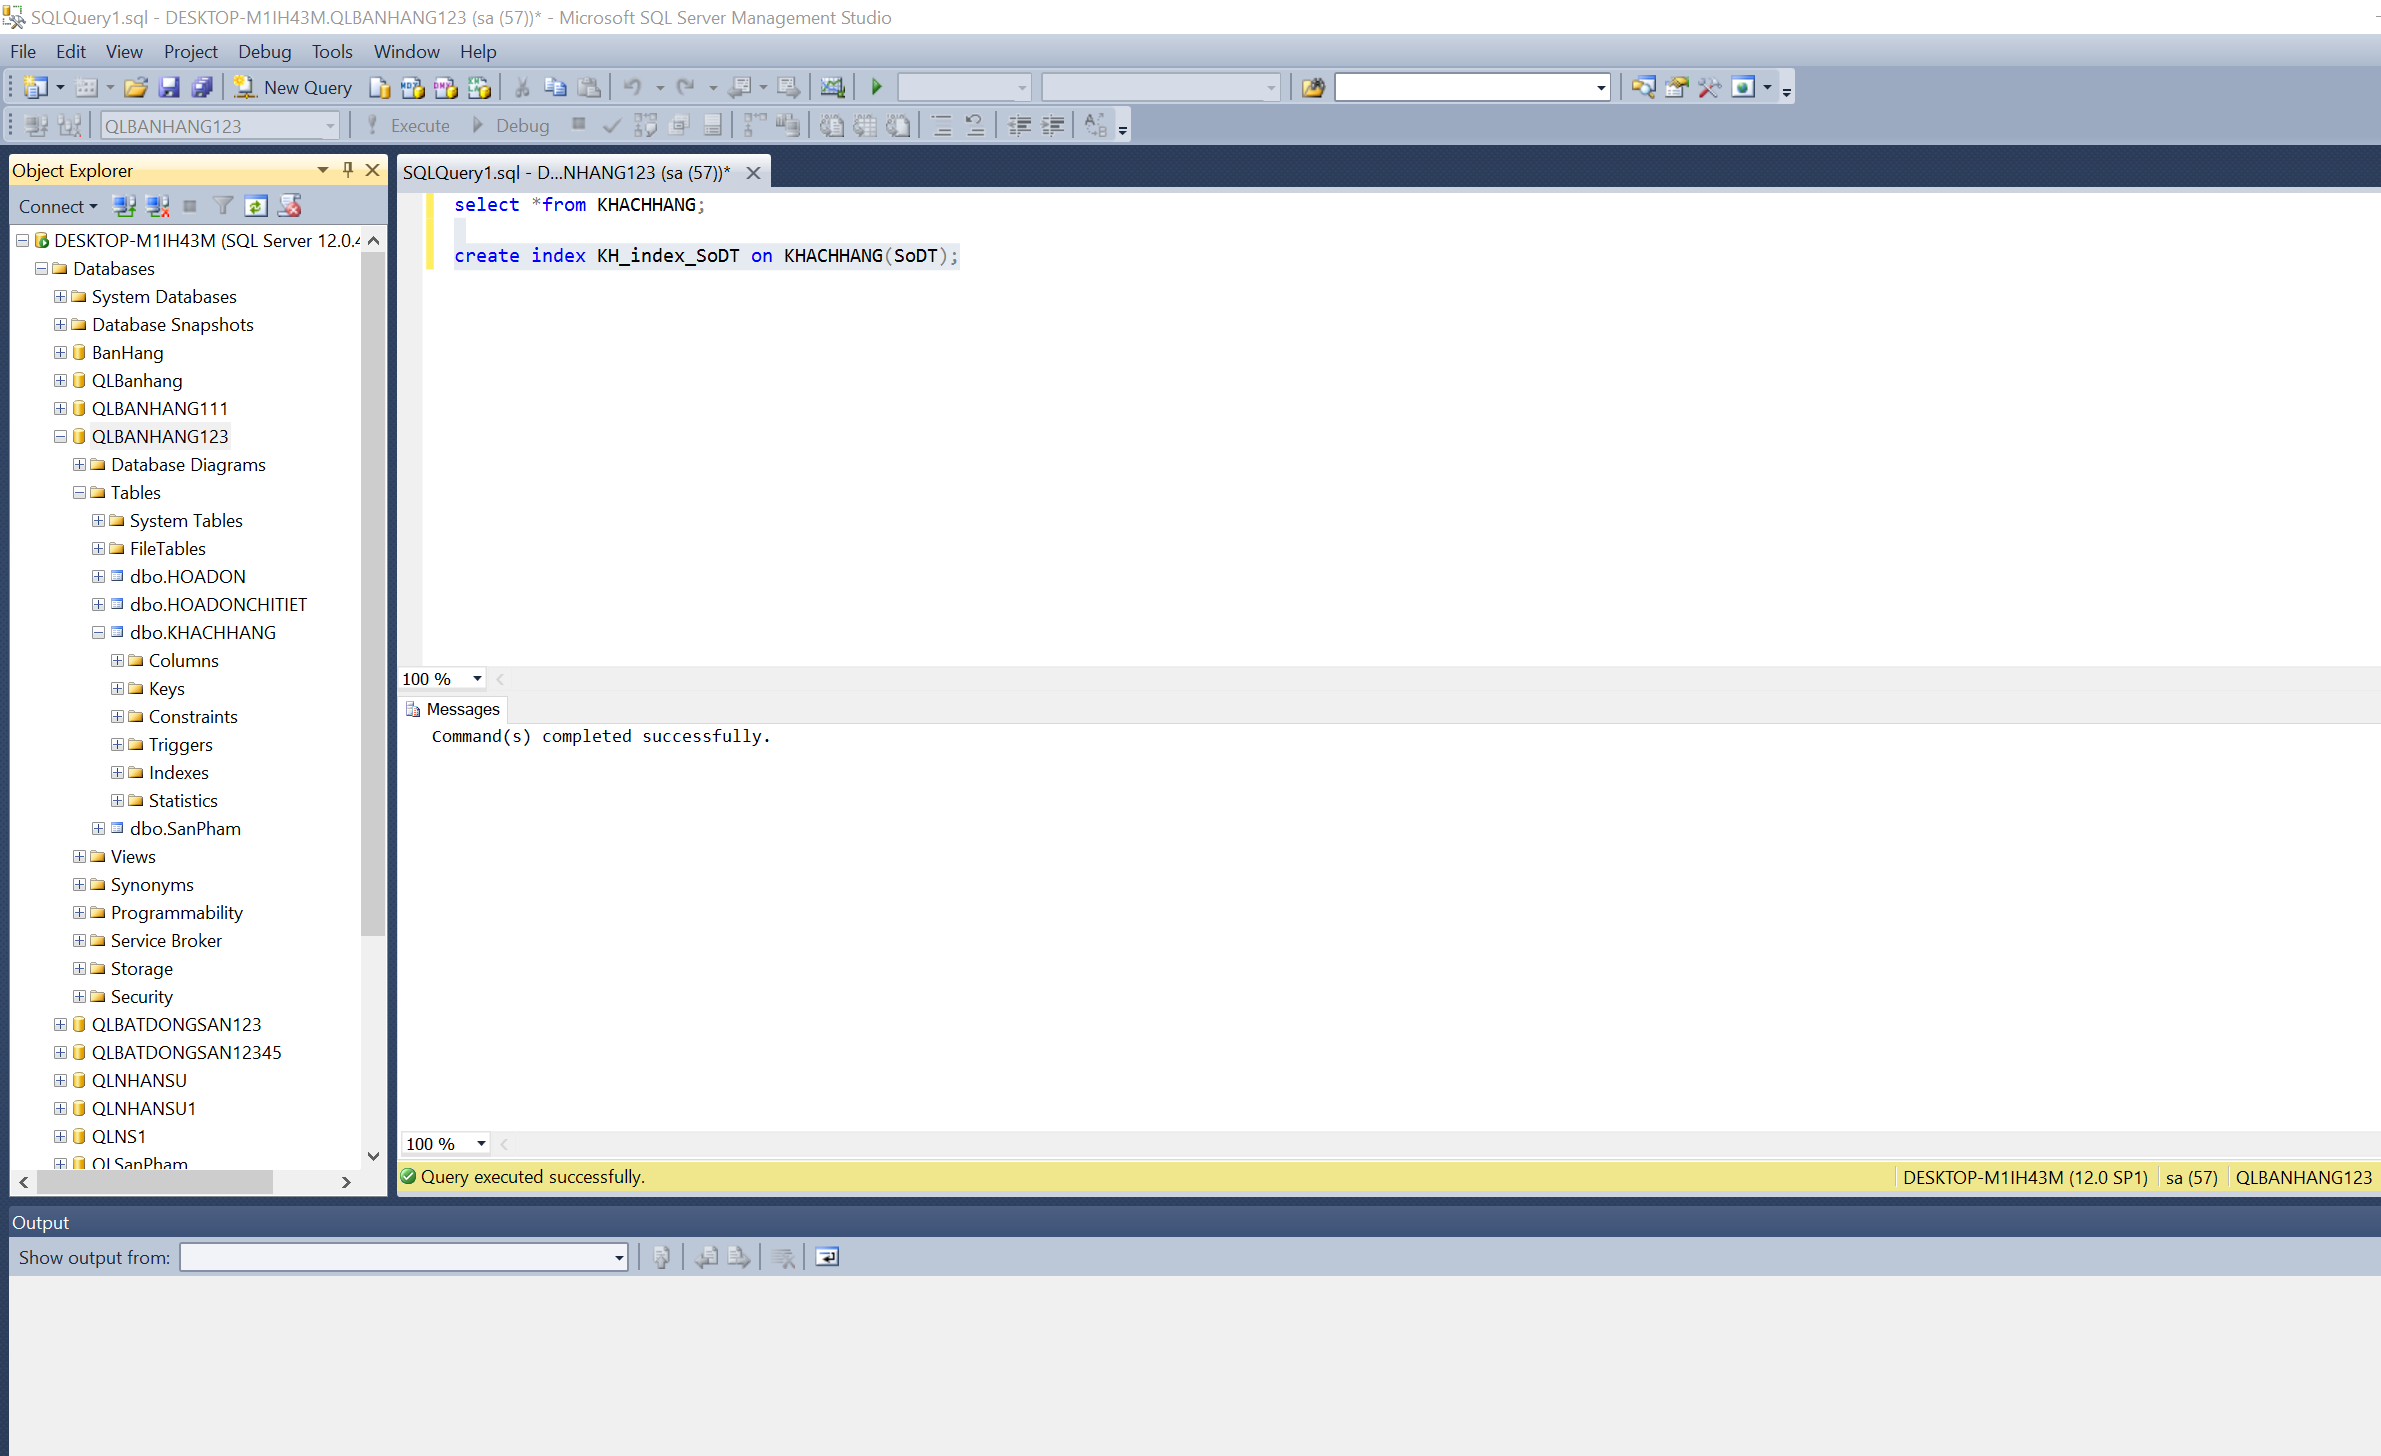 SQLQuery1.sql - DESKTOP-M1IH43M.QLBANHANG123 (sa (57))* - Microsoft SQL Server Management Studio
File Edit View Project Debug Tools Window Help
New Query
QLBANHANG123 Execute Debug
Object Explorer
Connect
DESKTOP-M1IH43M (SQL Server 12.0.4
Databases
System Databases
Database Snapshots
BanHang
QLBanhang
QLBANHANG111
QLBANHANG123
Database Diagrams
Tables
System Tables
FileTables
dbo.HOADON
dbo.HOADONCHITIET
dbo.KHACHHANG
Columns
Keys
Constraints
Triggers
Indexes
Statistics
dbo.SanPham
Views
Synonyms
Programmability
Service Broker
Storage
Security
QLBATDONGSAN123
QLBATDONGSAN12345
QLNHANSU
QLNHANSU1
QLNS1
QLSanPham
SQLQuery1.sql - D...NHANG123 (sa (57))*
select *from KHACHHANG;
create index KH_index_SoDT on KHACHHANG(SoDT);
100 %
Messages
Command(s) completed successfully.
100 %
Query executed successfully. DESKTOP-M1IH43M (12.0 SP1) sa (57) QLBANHANG123
Output
Show output from: